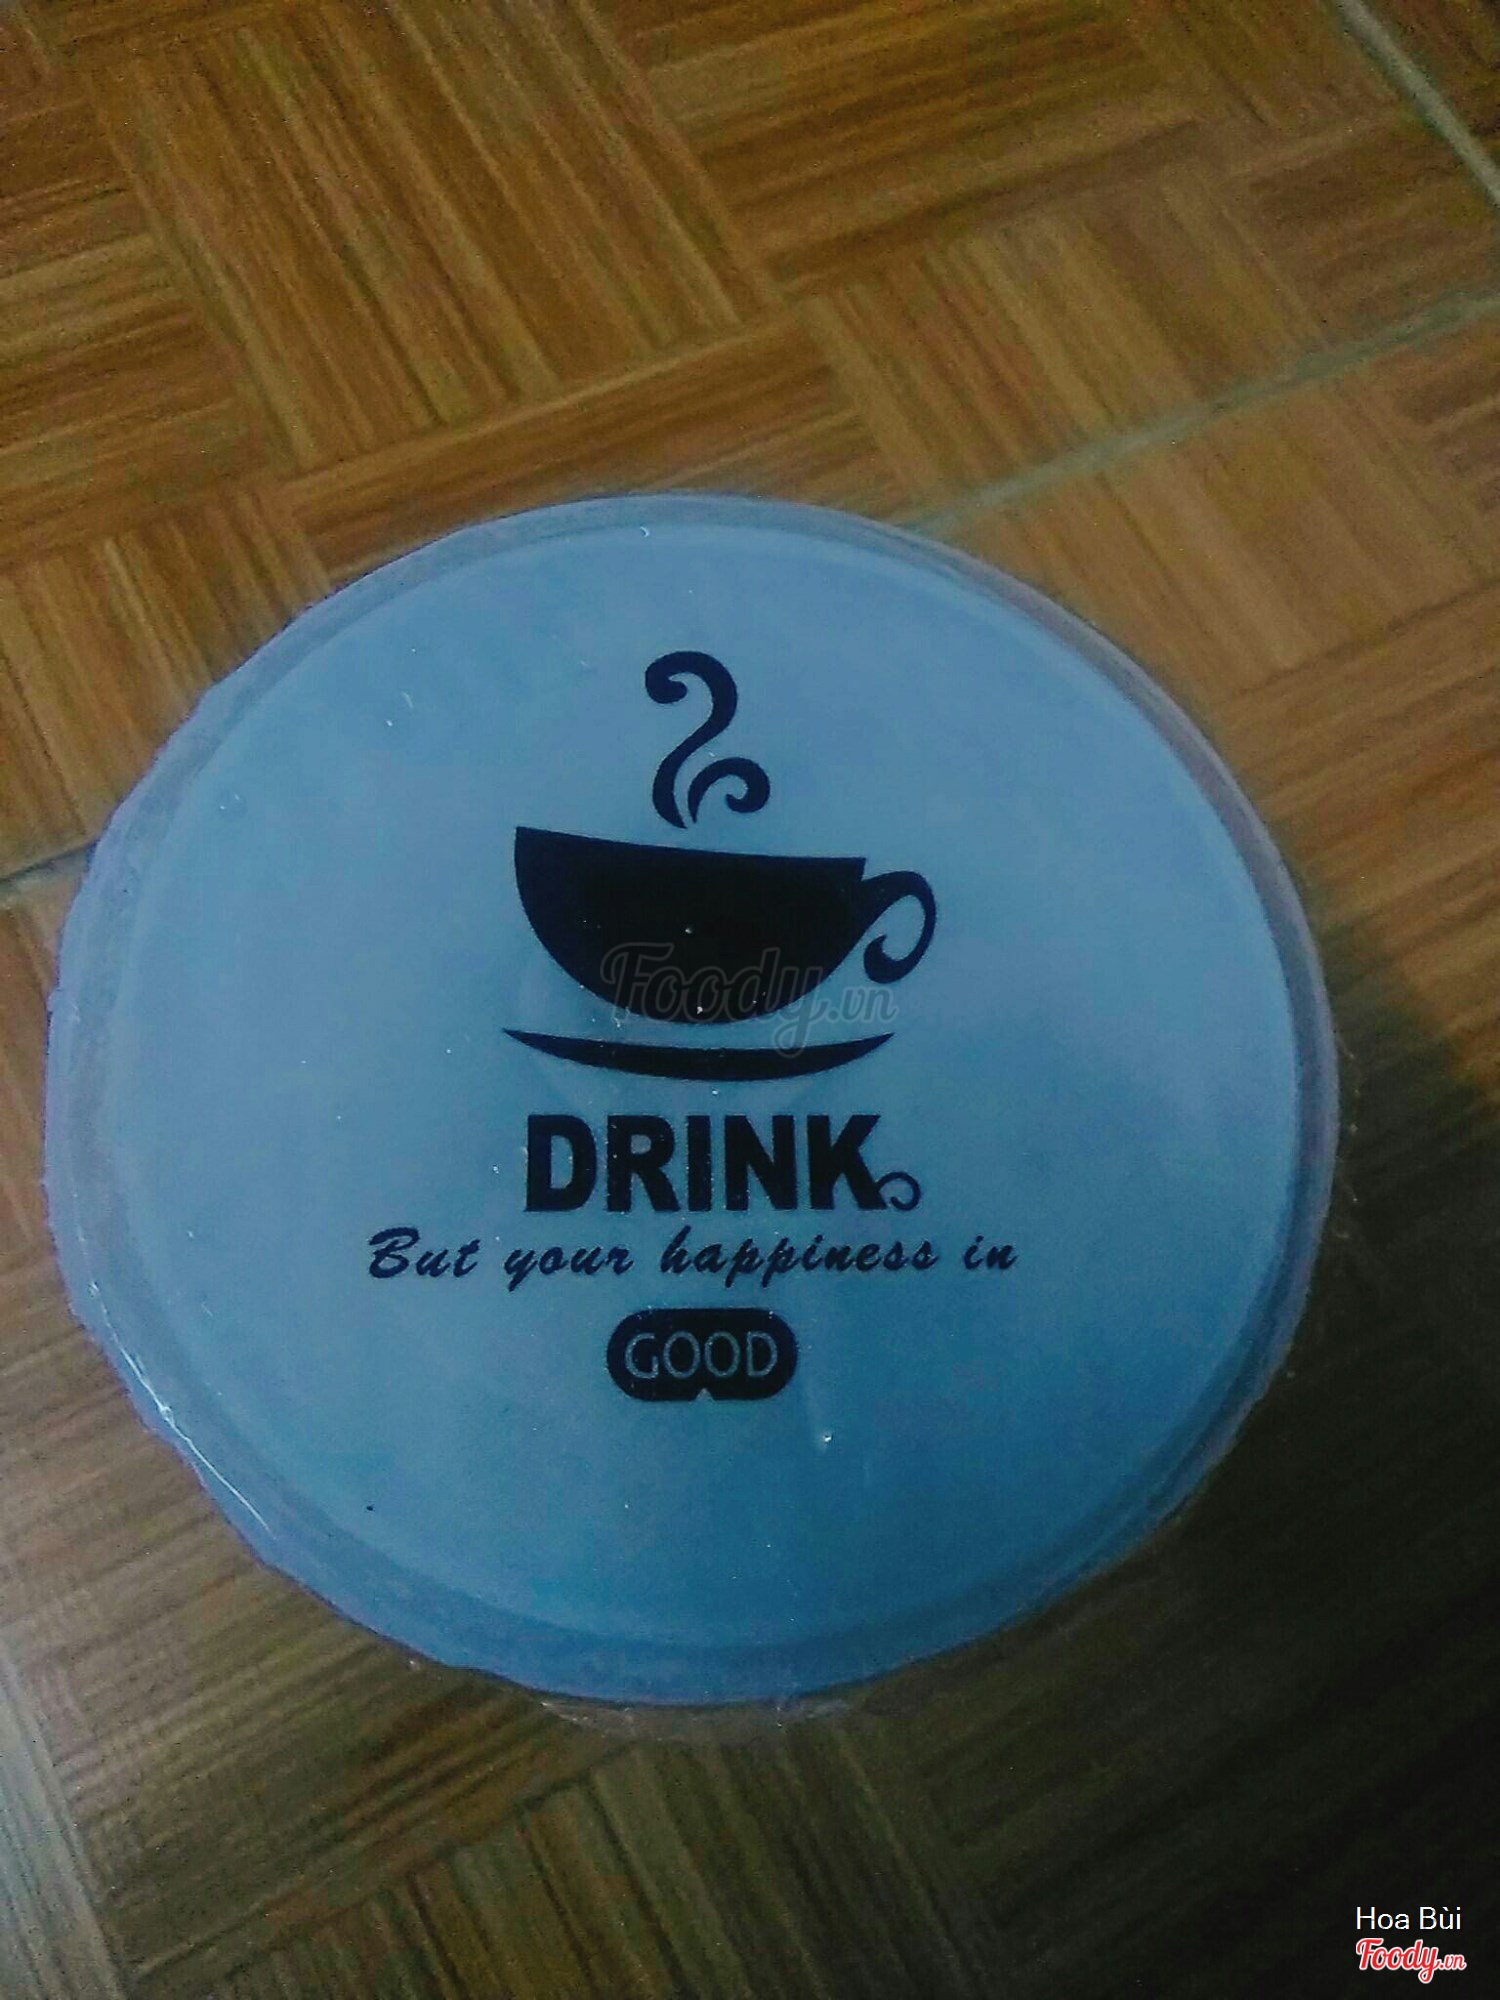 Foody.vn
DRINK
But your happiness in
GOOD
Hoa Bùi
Foody.vn